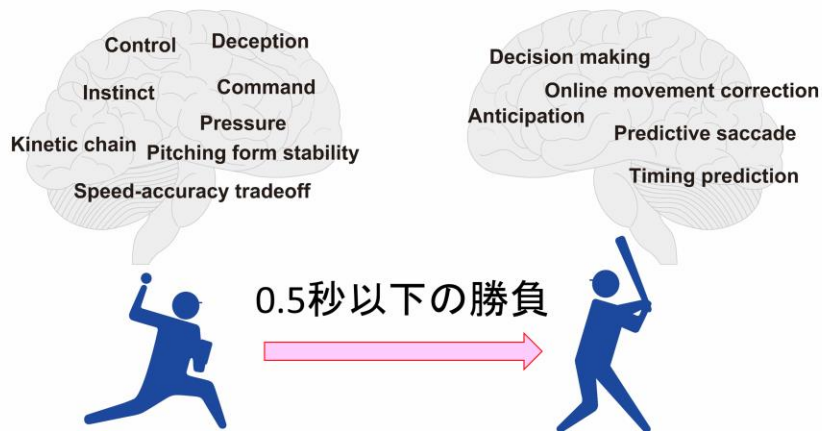 Control
Deception
Instinct
Command
Pressure
Kinetic chain
Pitching form stability
Speed-accuracy tradeoff
Decision making
Online movement correction
Anticipation
Predictive saccade
Timing prediction
0.5秒以下の勝負